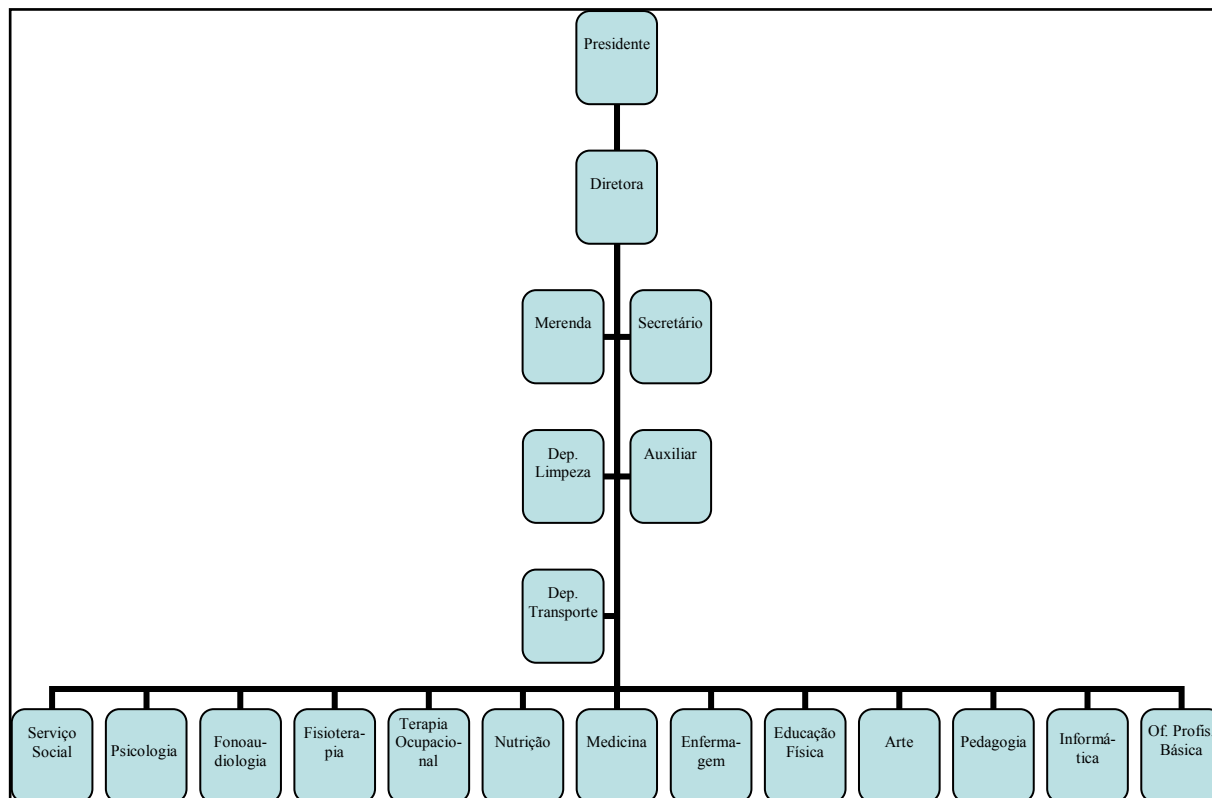 Presidente
Diretora
Merenda
Secretário
Dep.
Limpeza
Auxiliar
Dep.
Transporte
Serviço
Social
Psicologia
Fonoau-
diologia
Fisiotera-
pia
Terapia
Ocupacio-
nal
Nutrição
Medicina
Enferma-
gem
Educação
Física
Arte
Pedagogia
Informá-
tica
Of. Profis.
Básica